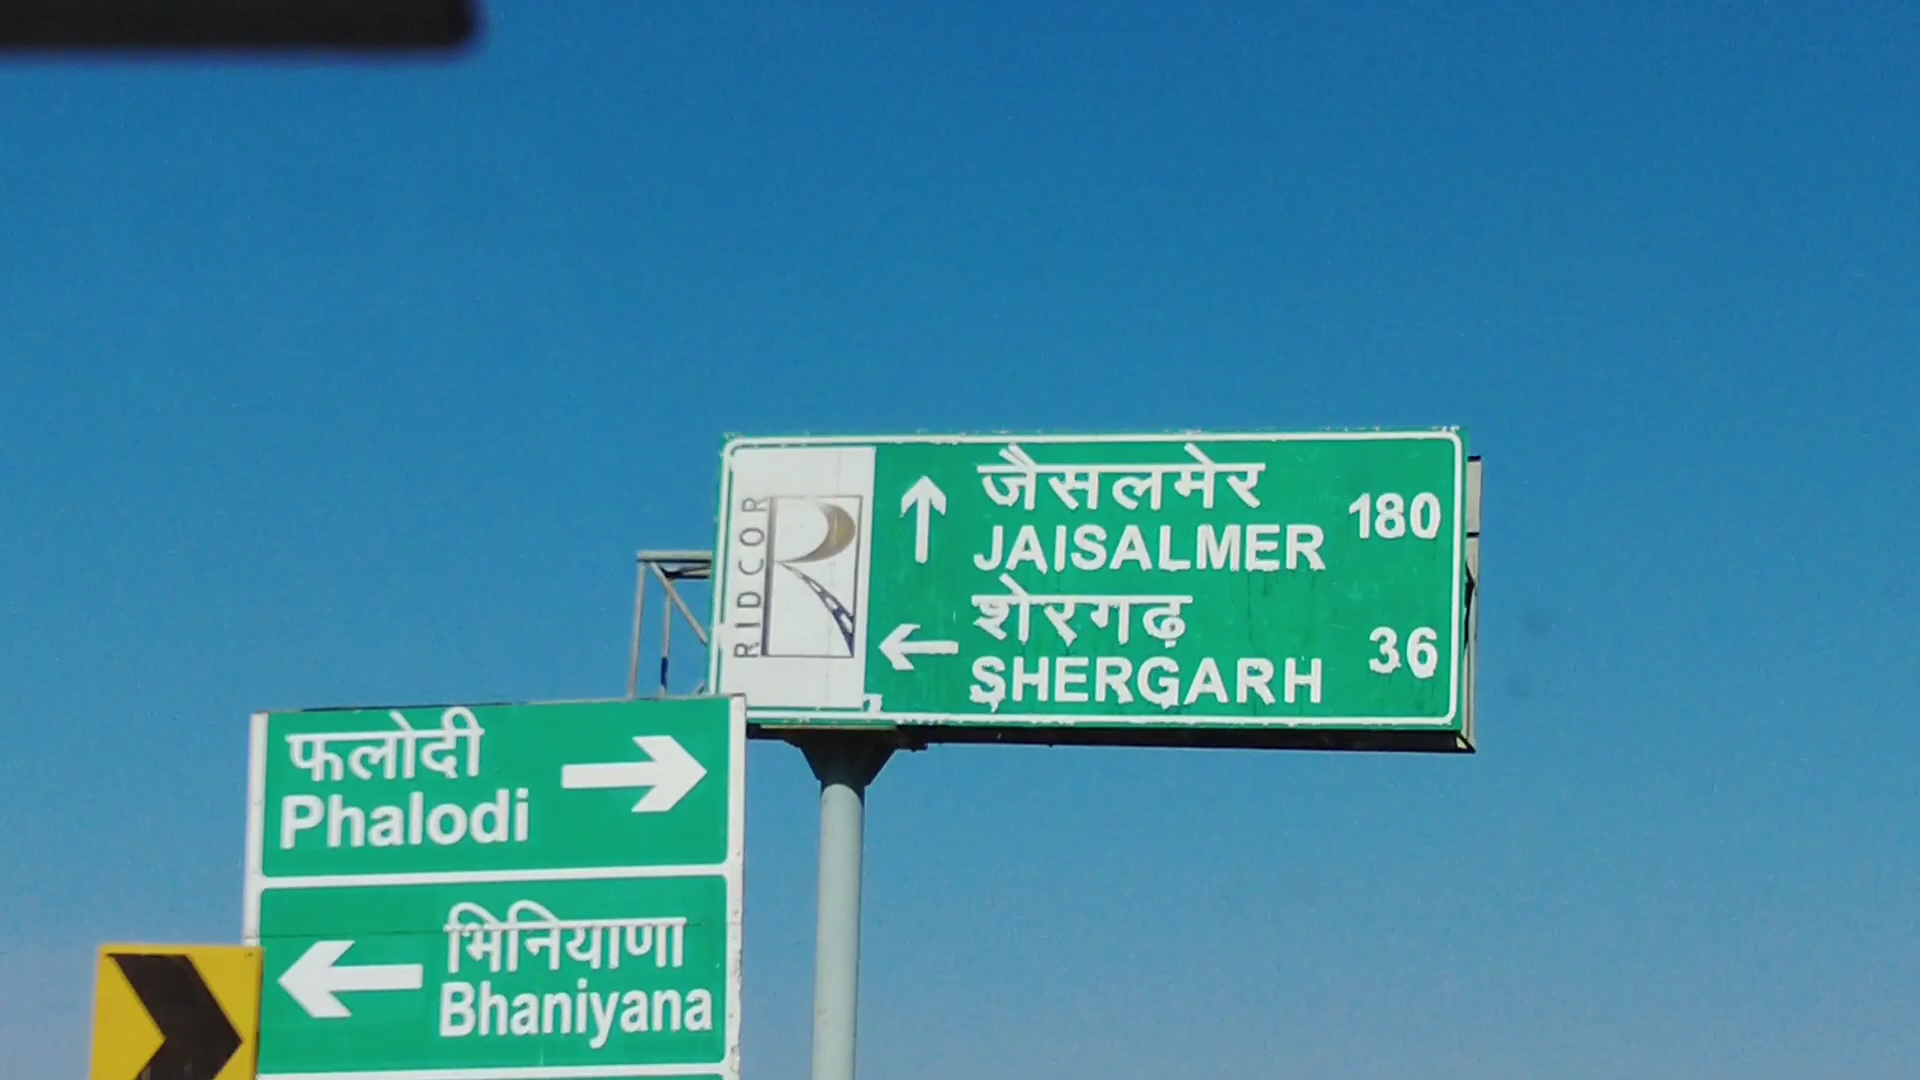 RIDCOR
जैसलमेर
JAISALMER
180
शेरगढ़
SHERGARH
36
फलोदी
Phalodi
भिनियाणा
Bhaniyana